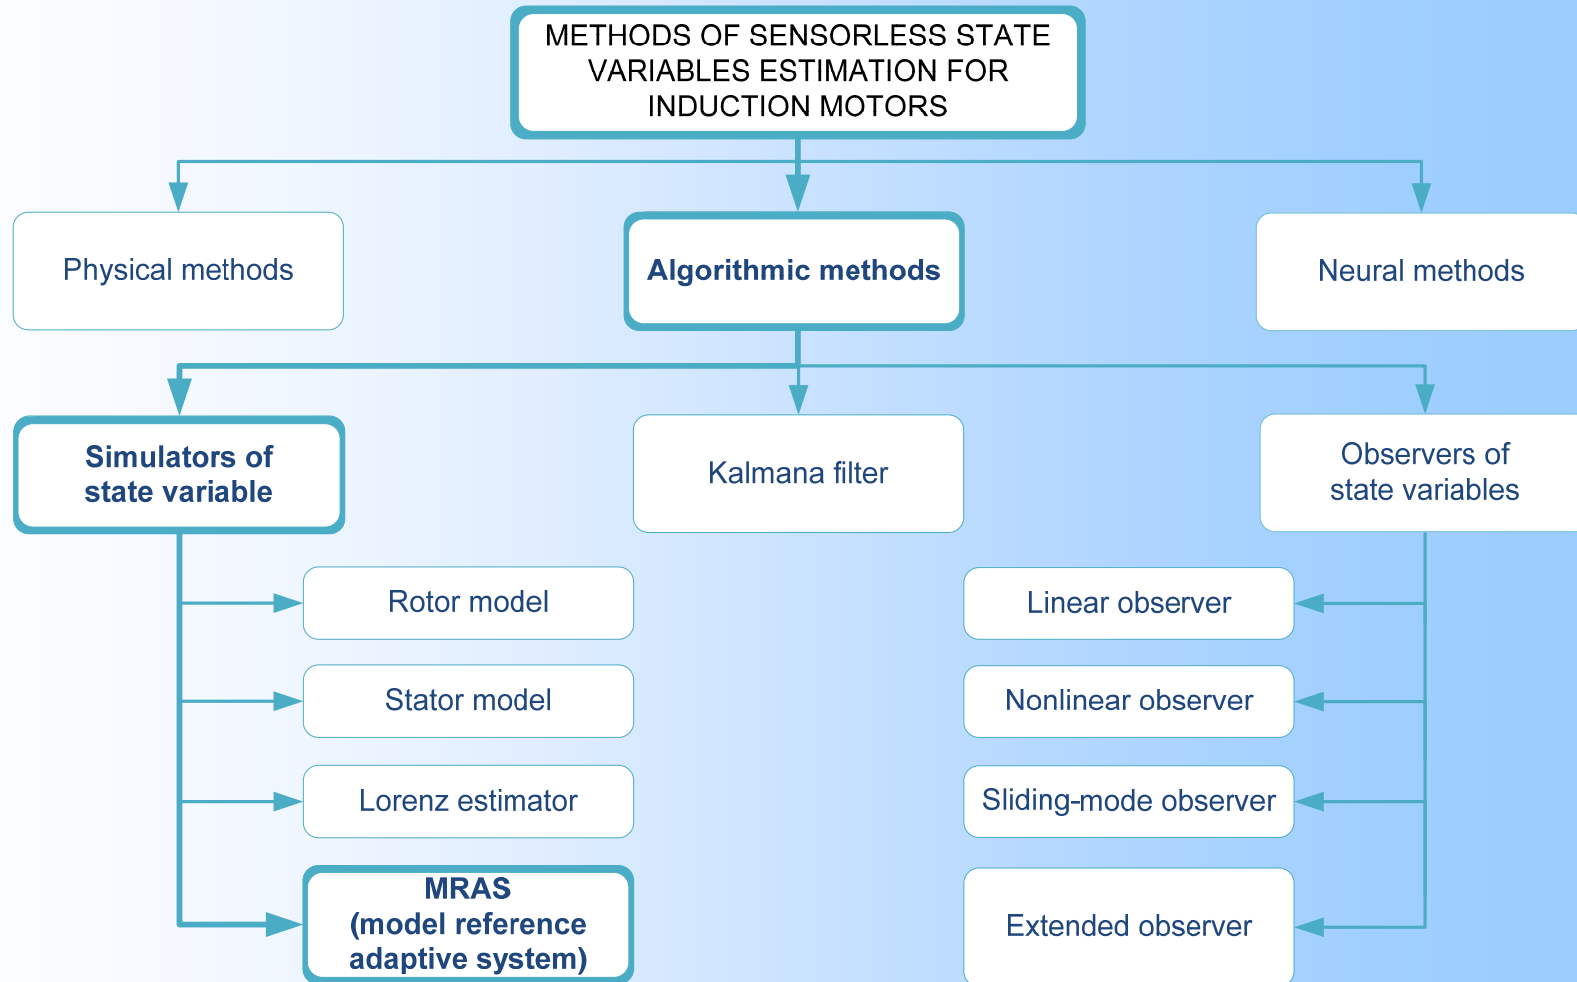 METHODS OF SENSORLESS STATE
VARIABLES ESTIMATION FOR
INDUCTION MOTORS
Physical methods
Algorithmic methods
Neural methods
Simulators of
state variable
Kalmana filter
Observers of
state variables
Rotor model
Linear observer
Stator model
Nonlinear observer
Lorenz estimator
Sliding-mode observer
MRAS
(model reference
adaptive system)
Extended observer